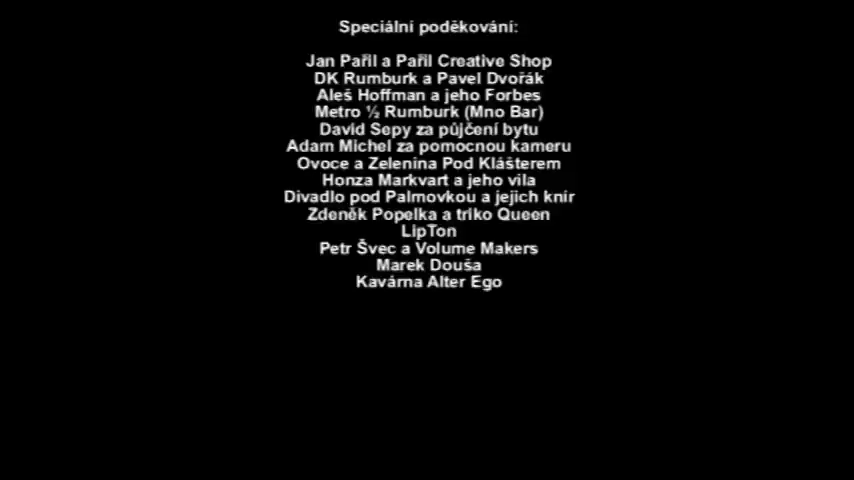 Speciální poděkování:
Jan Pařil a Pařil Creative Shop
DK Rumburk a Pavel Dvořák
Aleš Hoffman a jeho Forbes
Metro ½ Rumburk (Mno Bar)
David Sepy za půjčení bytu
Adam Michel za pomocnou kameru
Ovoce a Zelenina Pod Klášterem
Honza Markvart a jeho vila
Divadlo pod Palmovkou a jejich knír
Zdeněk Popelka a triko Queen
LipTon
Petr Švec a Volume Makers
Marek Douša
Kavárna Alter Ego